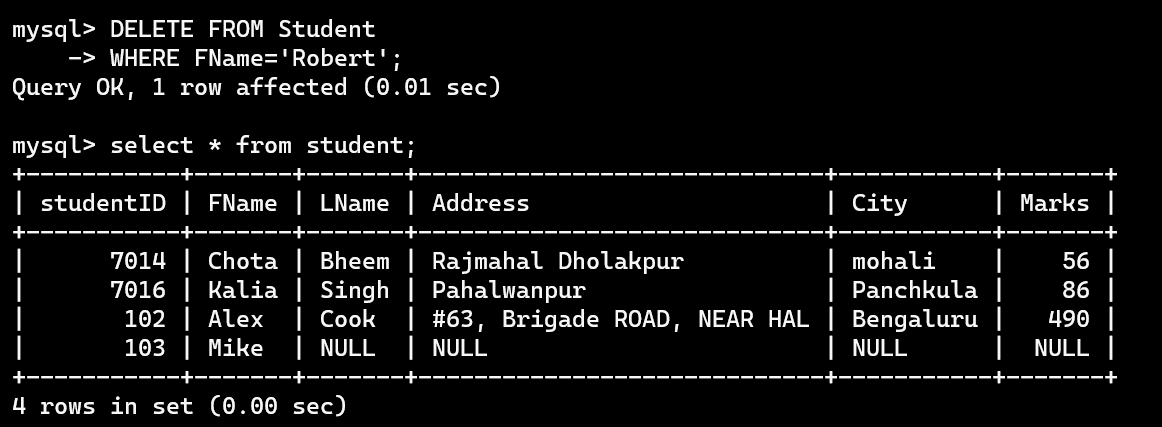 mysql> DELETE FROM Student
    -> WHERE FName='Robert';
Query OK, 1 row affected (0.01 sec)

mysql> select * from student;
+-----------+-------+-------+-----------------------------+-----------+-------+
| studentID | FName | LName | Address                     | City      | Marks |
+-----------+-------+-------+-----------------------------+-----------+-------+
|      7014 | Chota | Bheem | Rajmahal Dholakpur          | mohali    |    56 |
|      7016 | Kalia | Singh | Pahalwanpur                 | Panchkula |    86 |
|       102 | Alex  | Cook  | #63, Brigade ROAD, NEAR HAL | Bengaluru |   490 |
|       103 | Mike  | NULL  | NULL                        | NULL      |  NULL |
+-----------+-------+-------+-----------------------------+-----------+-------+
4 rows in set (0.00 sec)